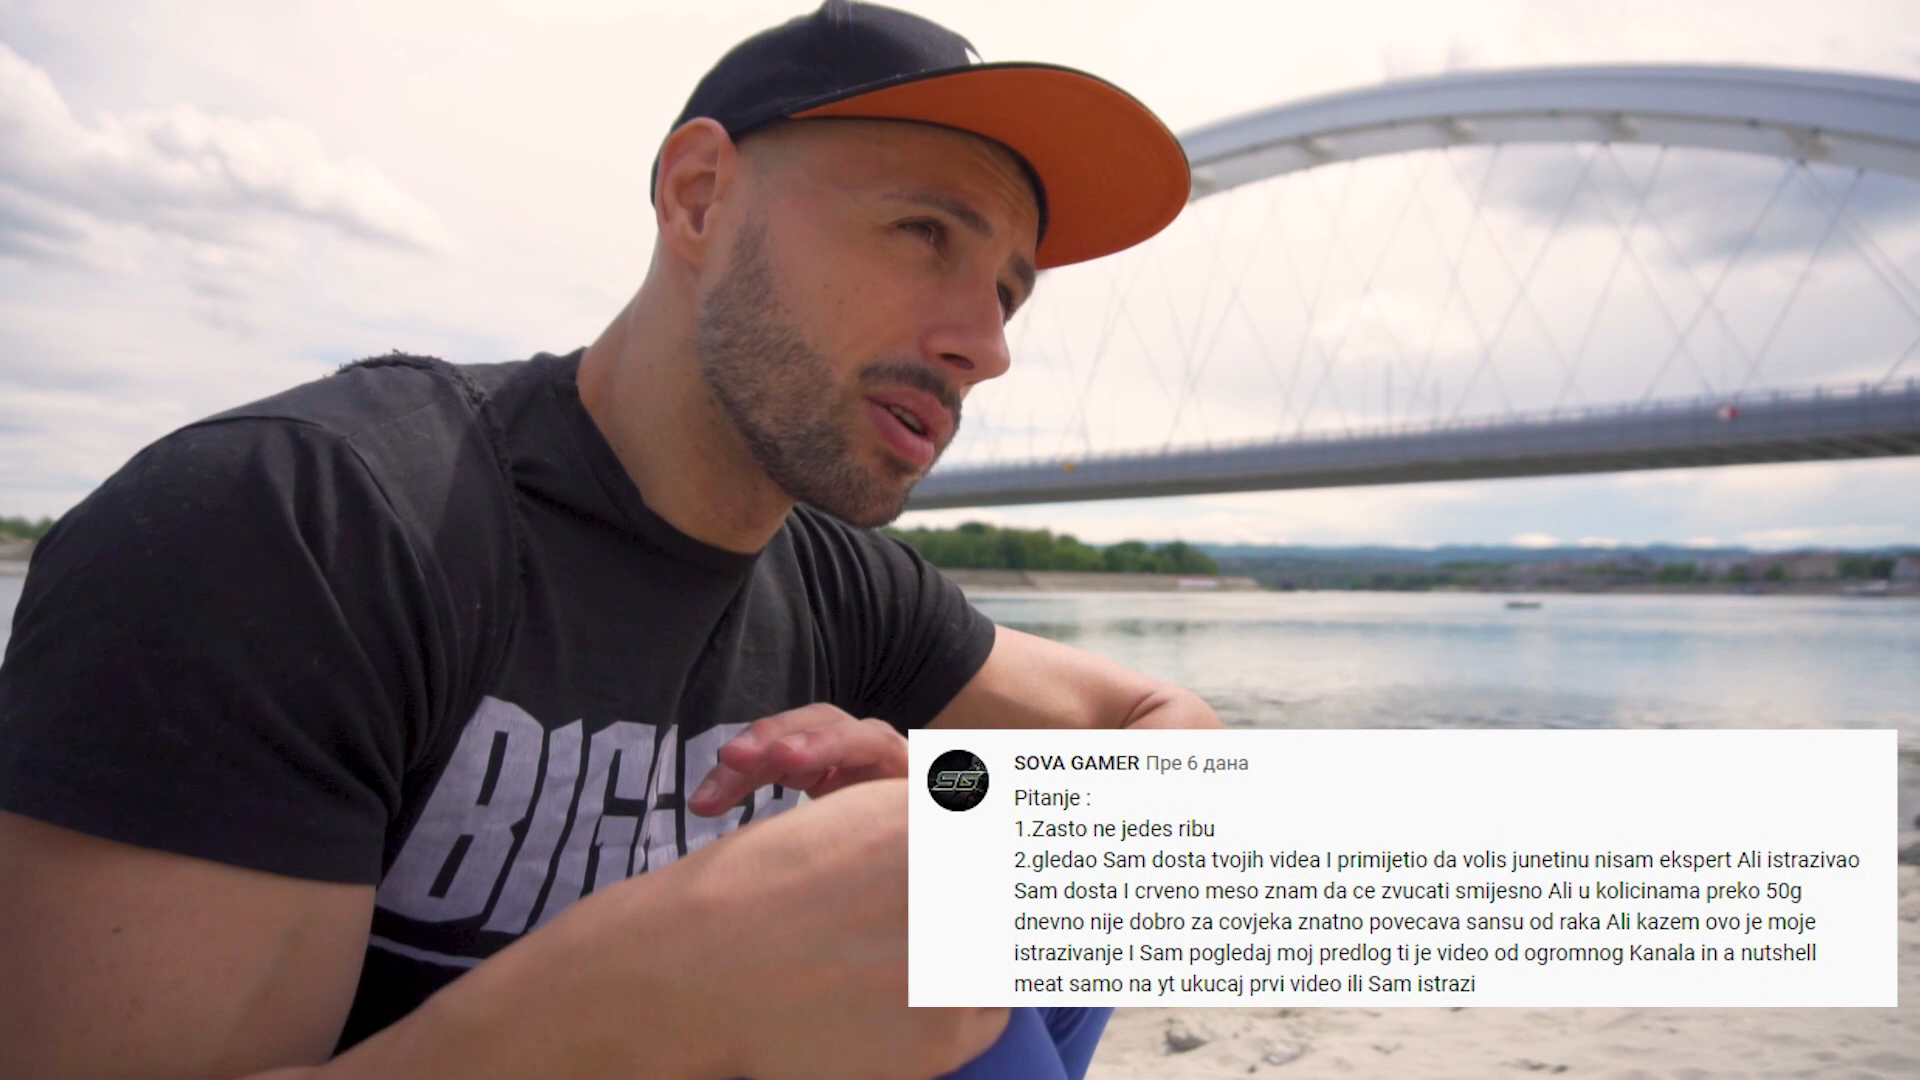 BIGGER
SG
SOVA GAMER Пре 6 дана
Pitanje :
1.Zasto ne jedes ribu
2.gledao Sam dosta tvojih videa I primijetio da volis junetinu nisam ekspert Ali istrazivao
Sam dosta I crveno meso znam da ce zvucati smijesno Ali u kolicinama preko 50g
dnevno nije dobro za covjeka znatno povecava sansu od raka Ali kazem ovo je moje
istrazivanje I Sam pogledaj moj predlog ti je video od ogromnog Kanala in a nutshell
meat samo na yt ukucaj prvi video ili Sam istrazi